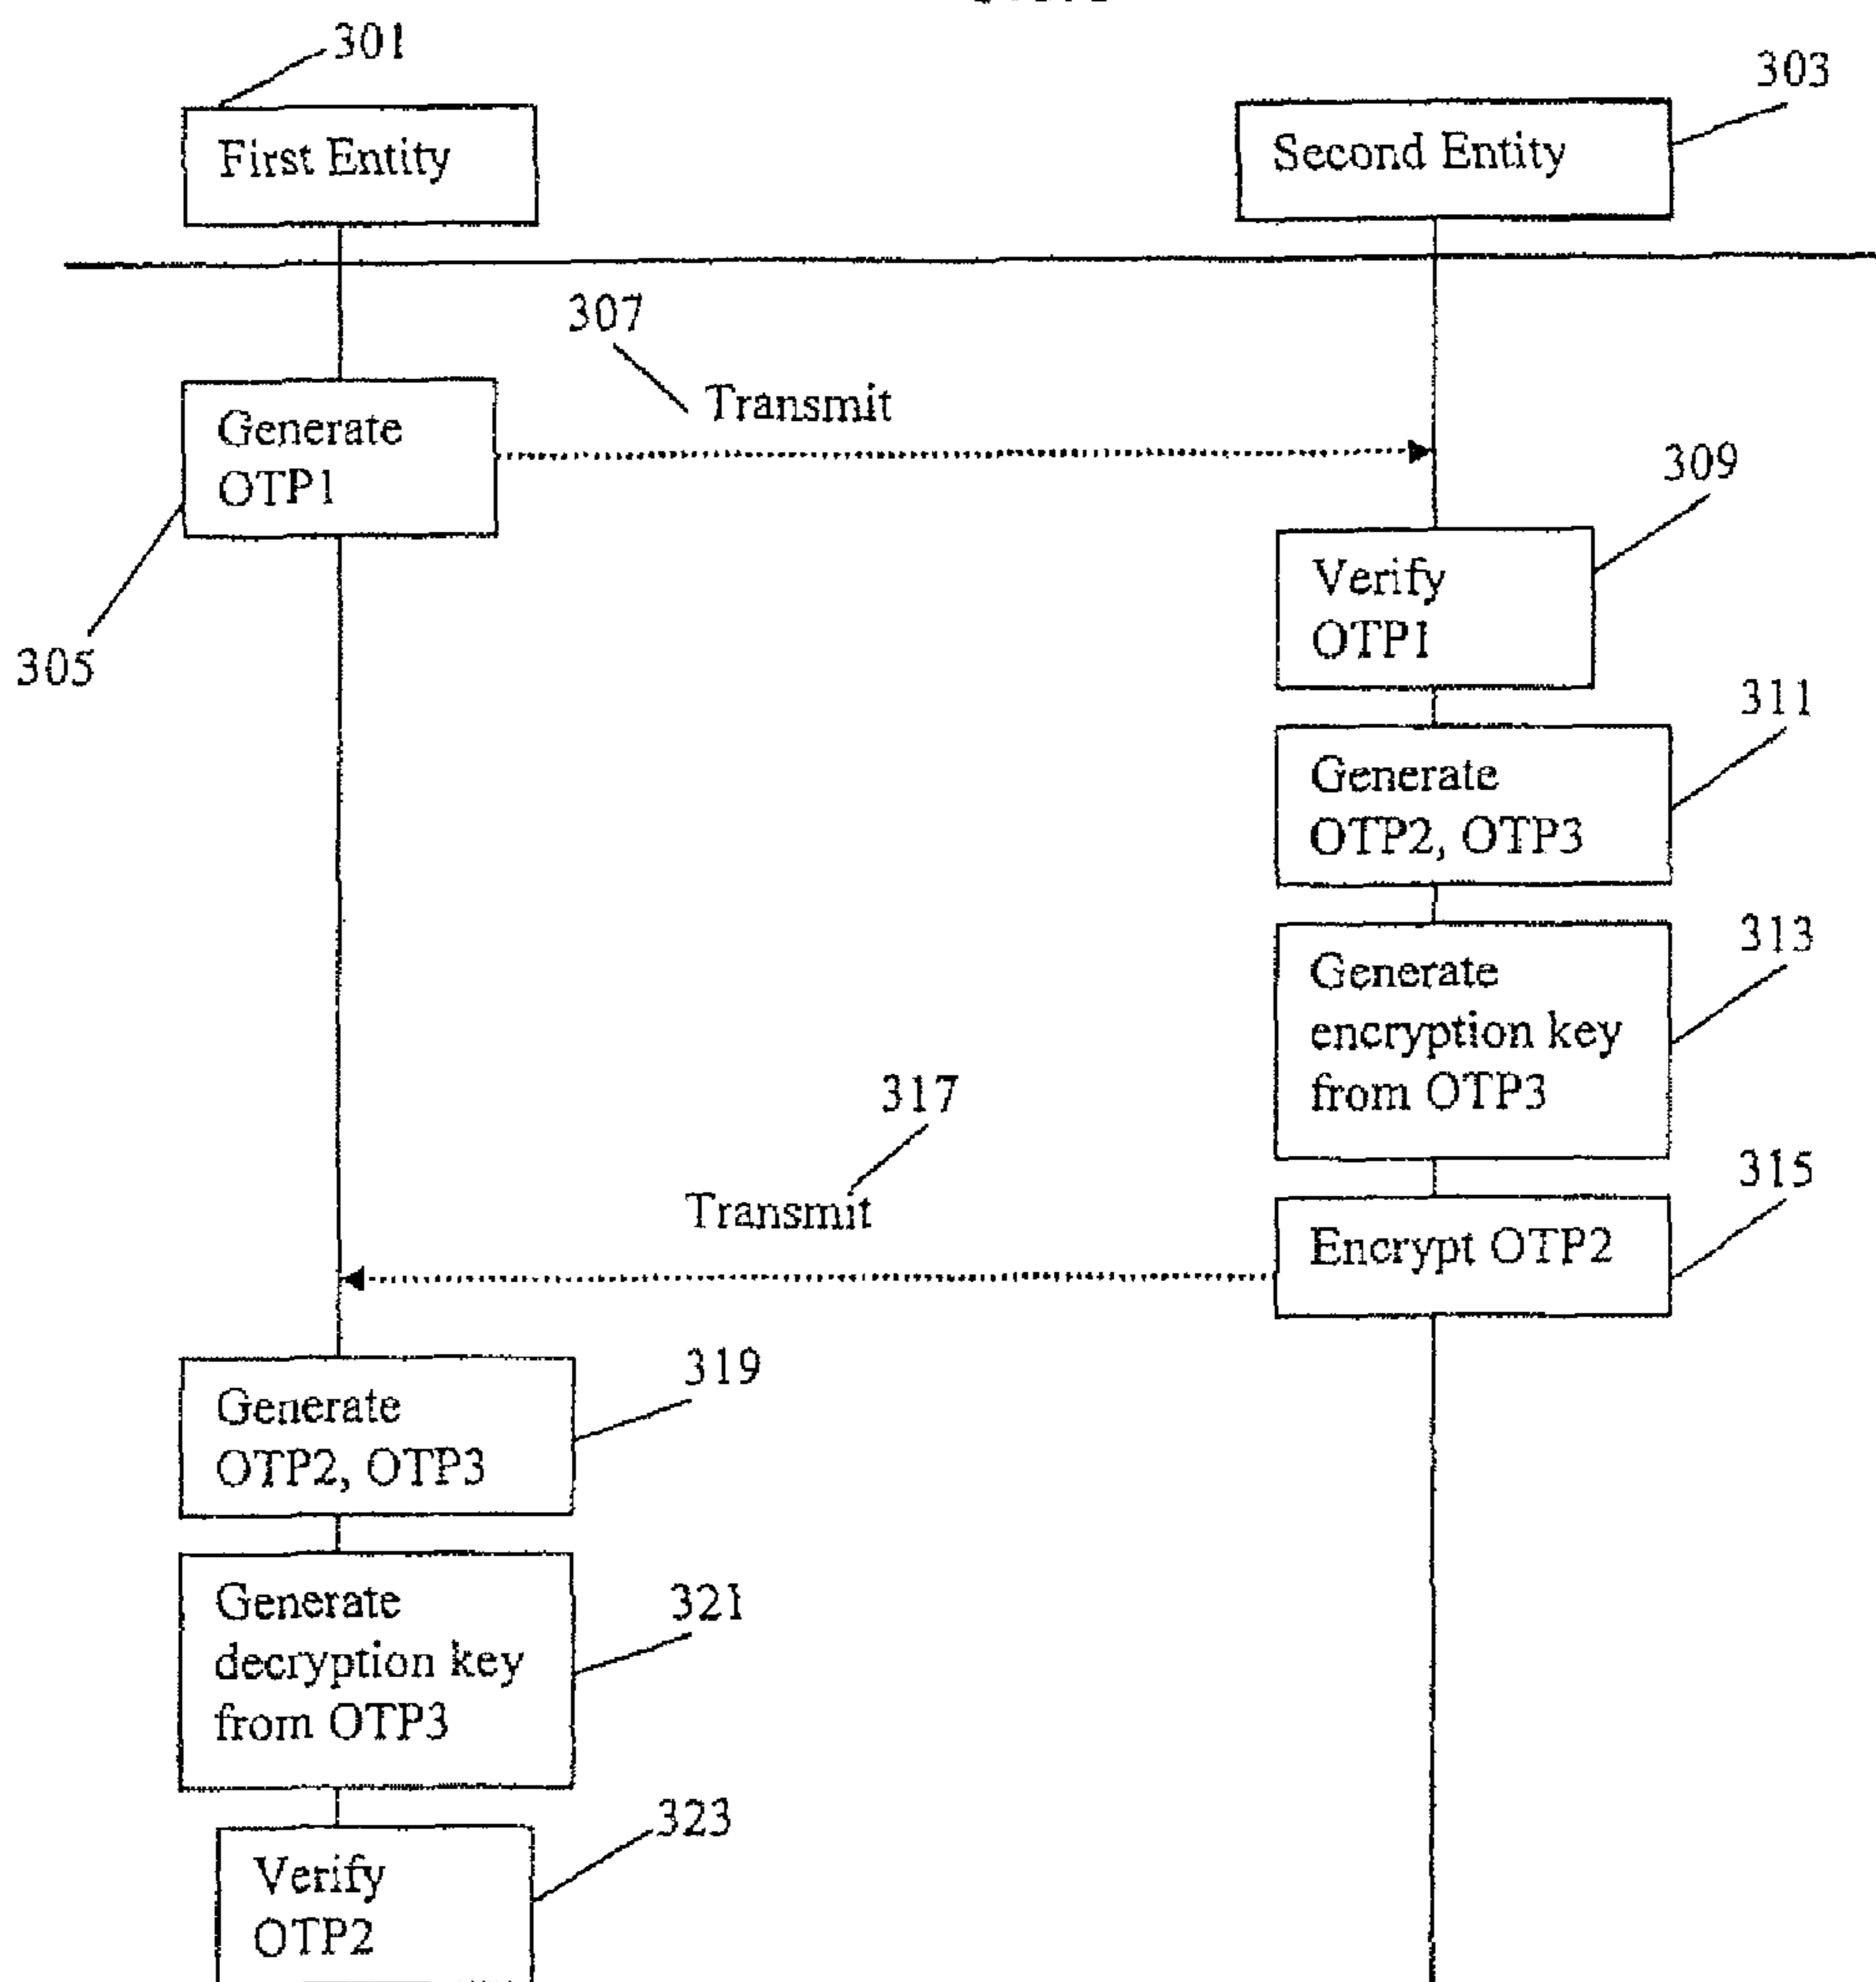 301
303
First Entity
Second Entity
307
Transmit
Generate
OTP1
309
Verify
OTP1
305
311
Generate
OTP2, OTP3
313
Generate
encryption key
from OTP3
317
Transmit
315
Encrypt OTP2
319
Generate
OTP2, OTP3
321
Generate
decryption key
from OTP3
323
Verify
OTP2